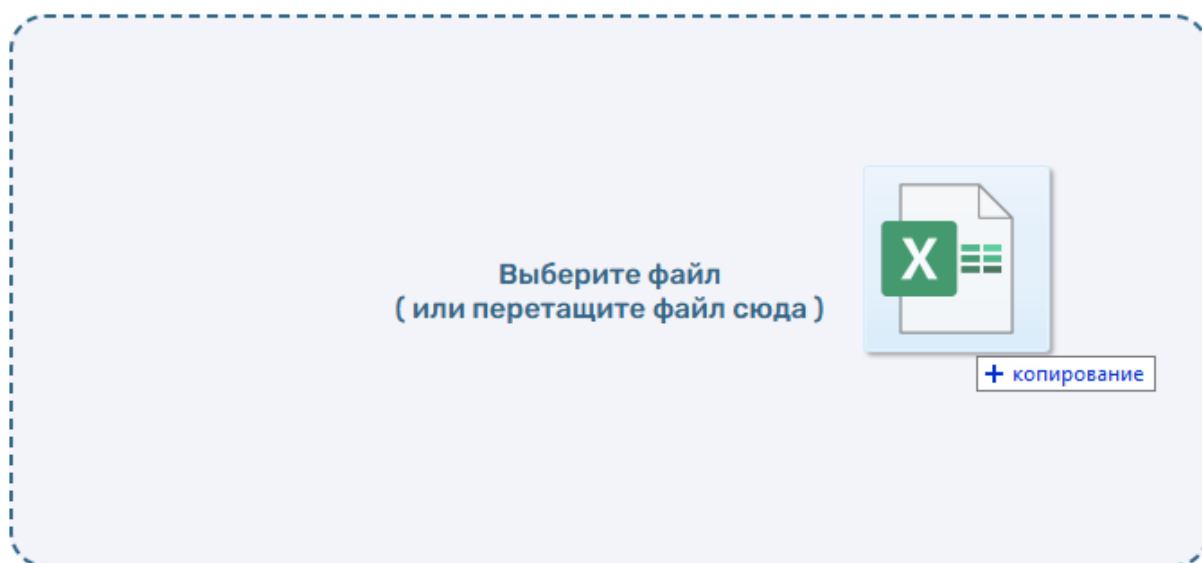 Выберите файл
( или перетащите файл сюда )
X
+ копирование